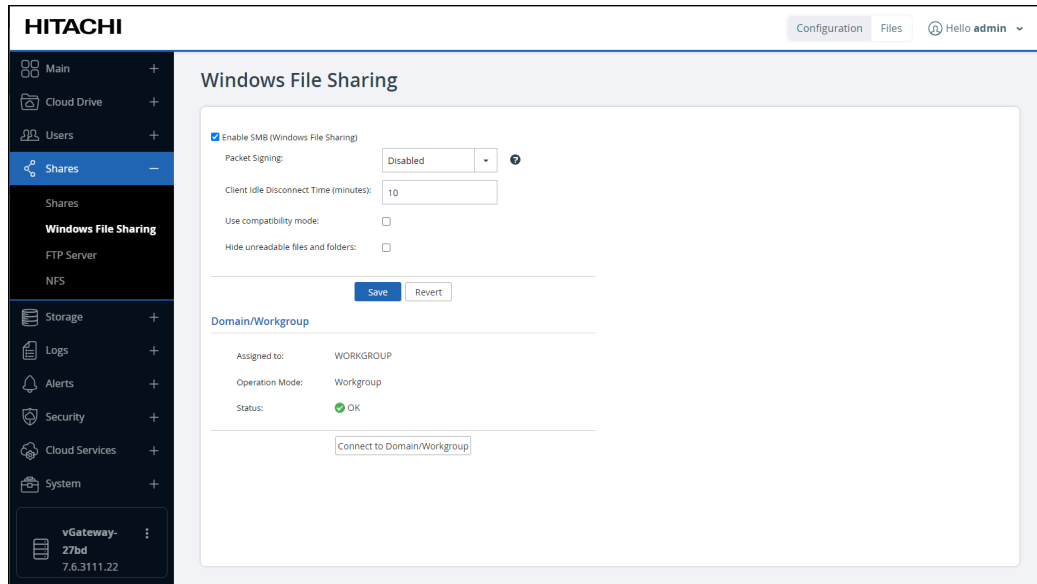 HITACHI
Configuration Files Hello admin
Main
Cloud Drive
Users
Shares
Shares
Windows File Sharing
FTP Server
NFS
Storage
Logs
Alerts
Security
Cloud Services
System
vGateway-
27bd
7.6.3111.22
Windows File Sharing
Enable SMB (Windows File Sharing)
Packet Signing: Disabled
Client Idle Disconnect Time (minutes): 10
Use compatibility mode:
Hide unreadable files and folders:
Save Revert
Domain/Workgroup
Assigned to: WORKGROUP
Operation Mode: Workgroup
Status: OK
Connect to Domain/Workgroup